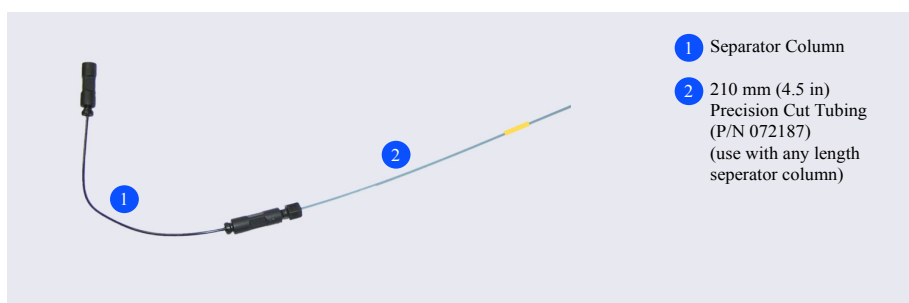 1 Separator Column
2 210 mm (4.5 in)
Precision Cut Tubing
(P/N 072187)
(use with any length
seperator column)
2
1